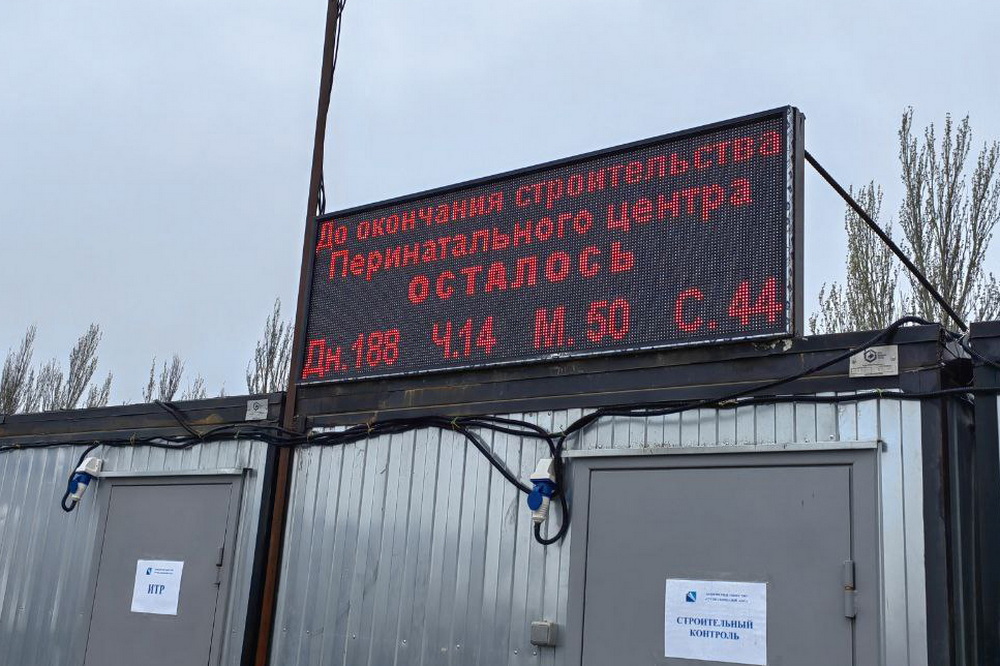 До окончания строительства
Перинатального центра
осталось
Дн.188 Ч.14 М.50 С.44
ИТР
СТРОИТЕЛЬНЫЙ
КОНТРОЛЬ